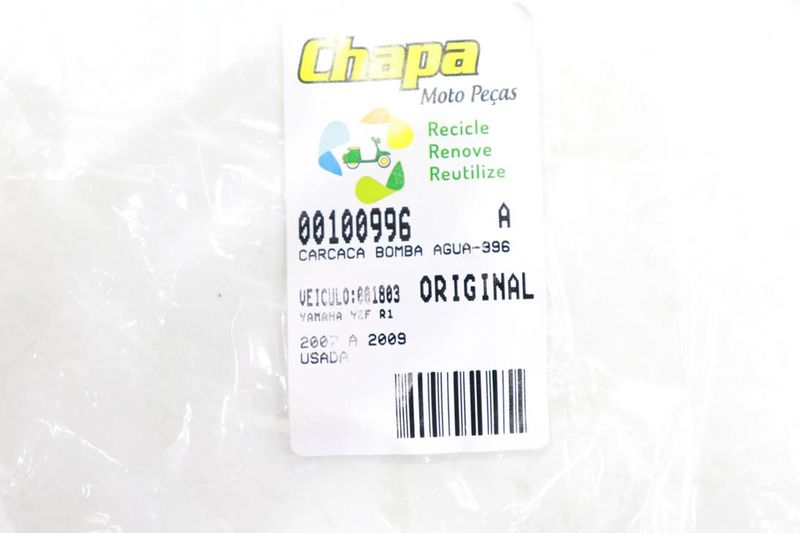 Chapa
Moto Peças
Recicle
Renove
Reutilize
00100996 A
CARCACA BOMBA AGUA-396
VEICULO:001803 ORIGINAL
YAMAHA YZF R1
2007 A 2009
USADA